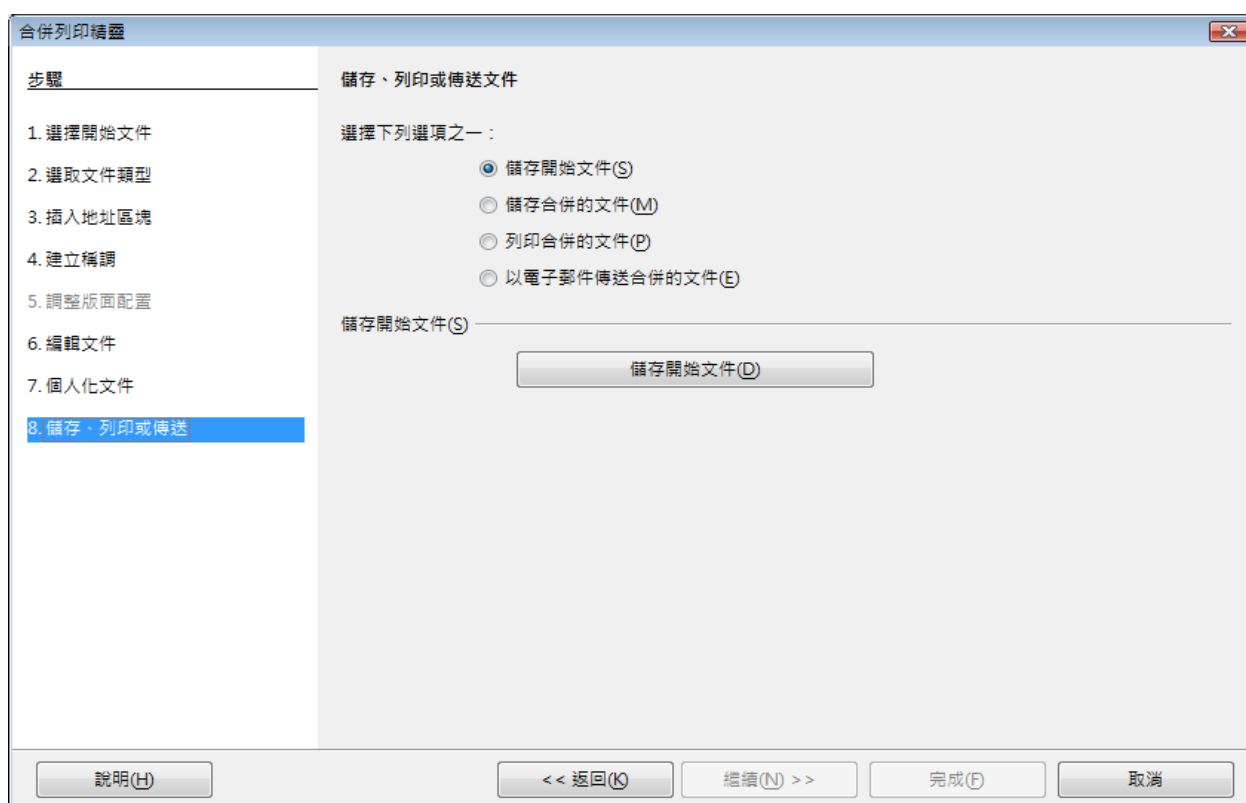 合併列印精靈
步驟
1. 選擇開始文件
2. 選取文件類型
3. 插入地址區塊
4. 建立稱謂
5. 調整版面配置
6. 編輯文件
7. 個人化文件
8. 儲存、列印或傳送
儲存、列印或傳送文件
選擇下列選項之一：
儲存開始文件(S)
儲存合併的文件(M)
列印合併的文件(P)
以電子郵件傳送合併的文件(E)
儲存開始文件(S)
儲存開始文件(D)
說明(H)
<< 返回(K)
繼續(N) >>
完成(F)
取消